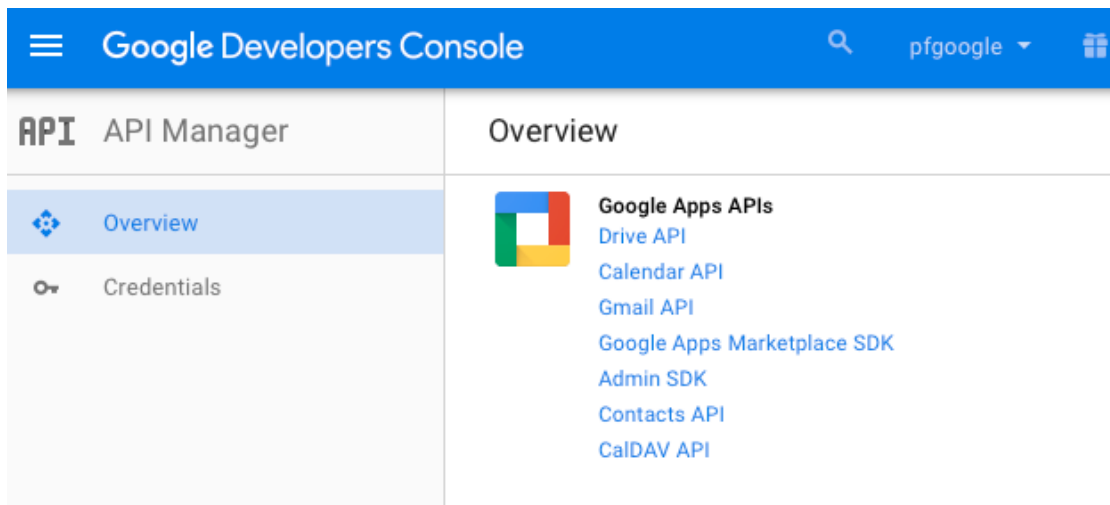 Google Developers Console
pfgoogle
API API Manager
Overview
Credentials
Overview
Google Apps APIs
Drive API
Calendar API
Gmail API
Google Apps Marketplace SDK
Admin SDK
Contacts API
CalDAV API